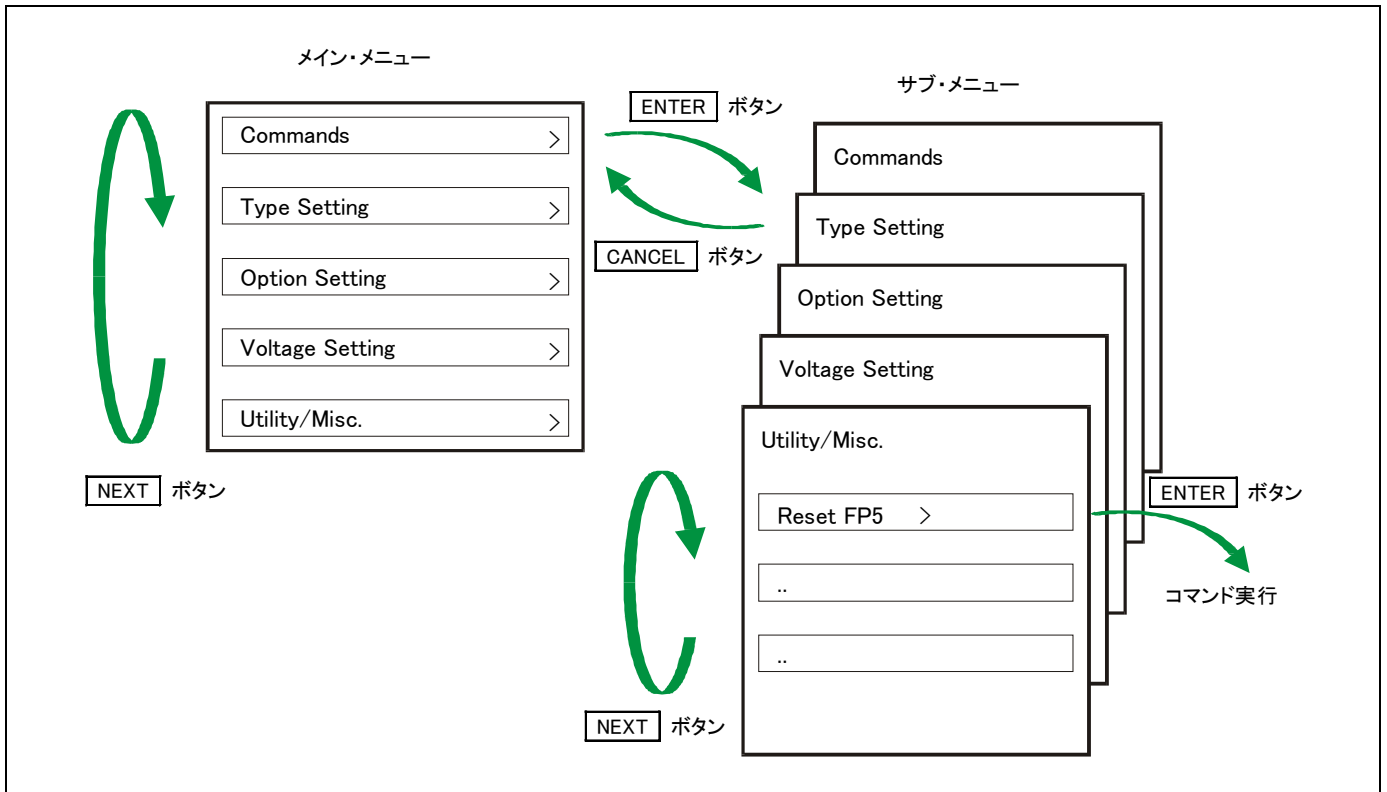 メイン・メニュー
Commands >
Type Setting >
Option Setting >
Voltage Setting >
Utility/Misc. >
NEXT ボタン
ENTER ボタン
CANCEL ボタン
サブ・メニュー
Commands
Type Setting
Option Setting
Voltage Setting
Utility/Misc.
Reset FP5 >
..
..
NEXT ボタン
ENTER ボタン
コマンド実行